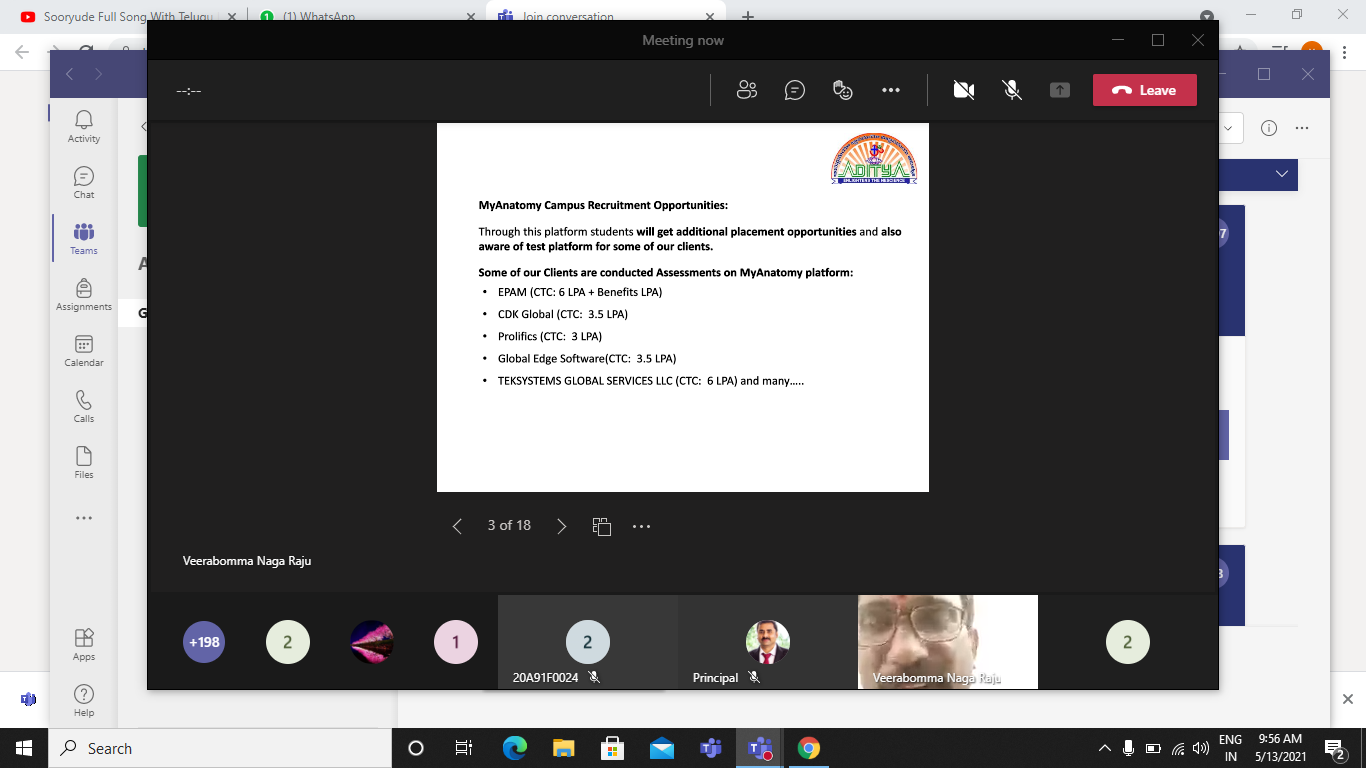 Sooryude Full Song With Telugu
(1) WhatsApp
Join conversation
Meeting now
--:--
Leave
Activity
Chat
Teams
Assignments
Calendar
Calls
Files
Apps
Help
ADITYA
ENLIGHTENS THE NESCIENCE
MyAnatomy Campus Recruitment Opportunities:
Through this platform students will get additional placement opportunities and also
aware of test platform for some of our clients.
Some of our Clients are conducted Assessments on MyAnatomy platform:
• EPAM (CTC: 6 LPA + Benefits LPA)
• CDK Global (CTC: 3.5 LPA)
• Prolifics (CTC: 3 LPA)
• Global Edge Software(CTC: 3.5 LPA)
• TEKSYSTEMS GLOBAL SERVICES LLC (CTC: 6 LPA) and many.....
3 of 18
Veerabomma Naga Raju
+198
2
1
2
20A91F0024
Principal
Veerabomma Naga Raju
2
Search
ENG
IN
9:56 AM
5/13/2021
2